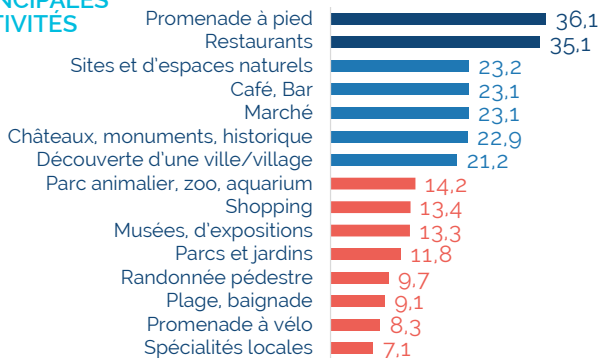 TIVITÉS
Promenade à pied 36,1
Restaurants 35,1
Sites et d'espaces naturels 23,2
Café, Bar 23,1
Marché 23,1
Châteaux, monuments, historique 22,9
Découverte d'une ville/village 21,2
Parc animalier, zoo, aquarium 14,2
Shopping 13,4
Musées, d'expositions 13,3
Parcs et jardins 11,8
Randonnée pédestre 9,7
Plage, baignade 9,1
Promenade à vélo 8,3
Spécialités locales 7,1